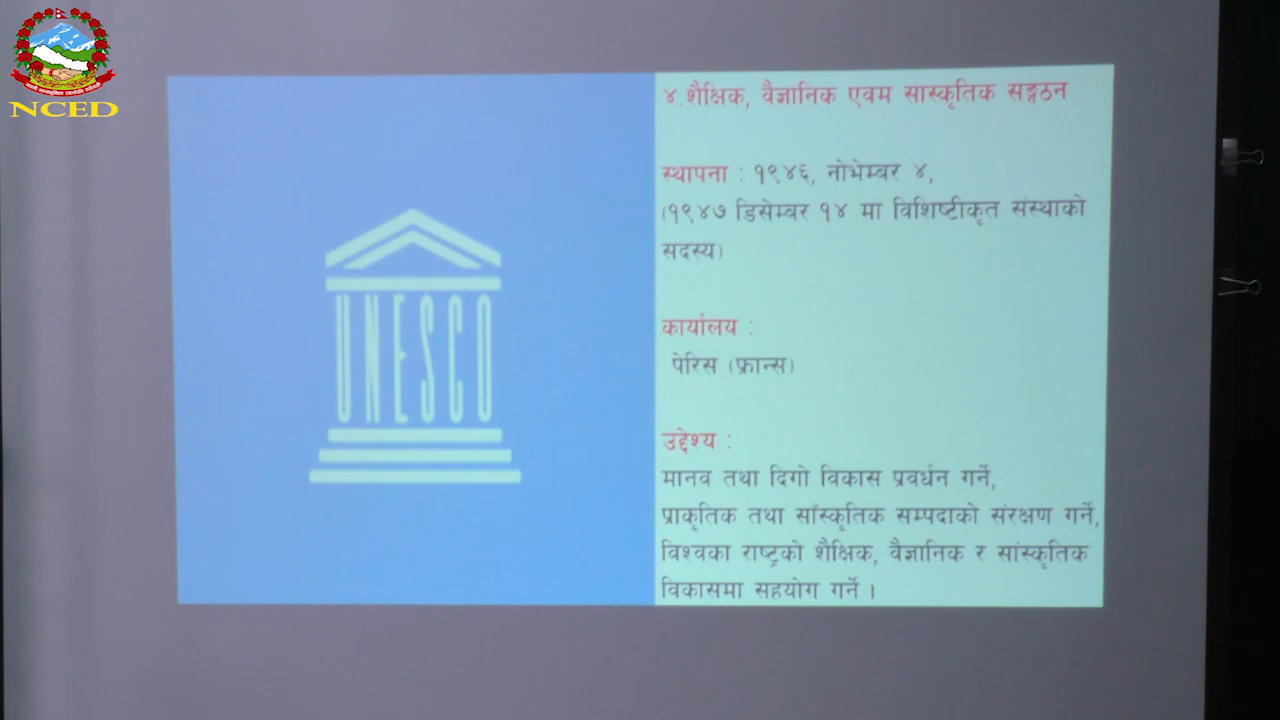 NCED
४.शैक्षिक, वैज्ञानिक एवम सास्कृतिक सङ्गठन
स्थापना : १९४६, नोभेम्बर ४,
(१९४७ डिसेम्बर १४ मा विशिष्टीकृत संस्थाको
सदस्य)
कार्यालय :
पेरिस (फ्रान्स)
उद्देश्य :
मानव तथा दिगो विकास प्रवर्धन गर्ने,
प्राकृतिक तथा साँस्कृतिक सम्पदाको संरक्षण गर्ने,
विश्वका राष्ट्रको शैक्षिक, वैज्ञानिक र सांस्कृतिक
विकासमा सहयोग गर्ने ।
UNESCO